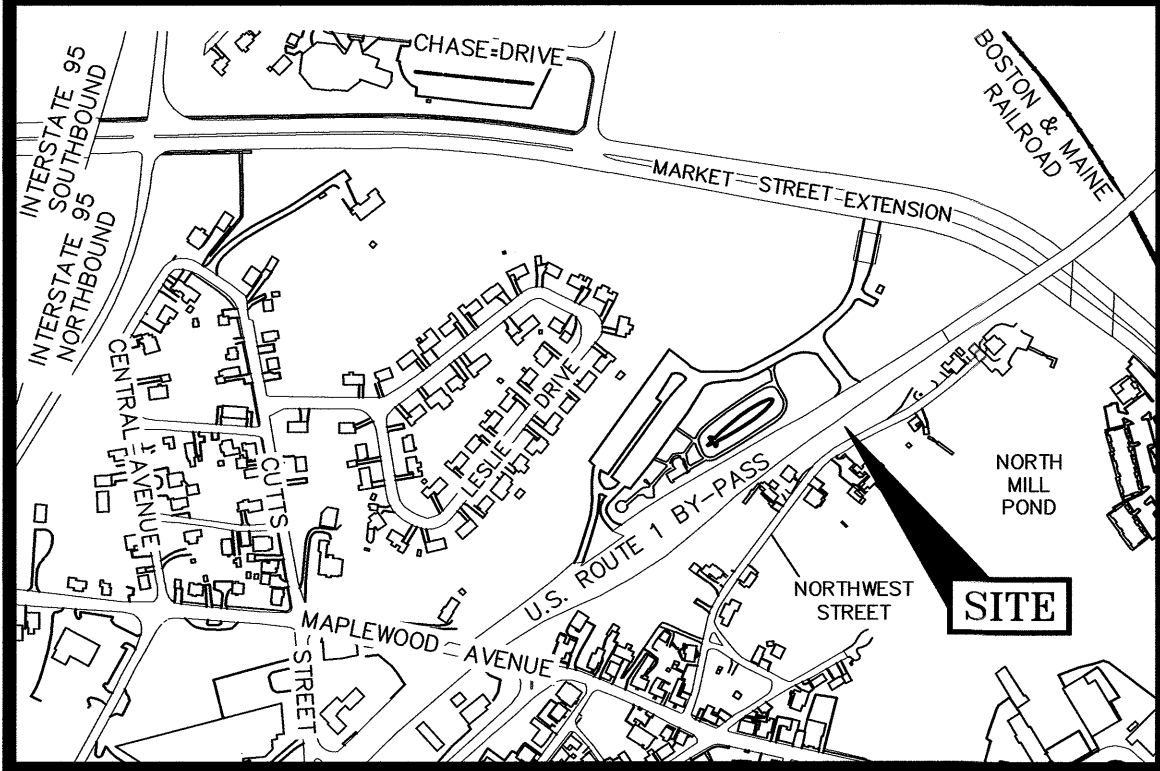 CHASE DRIVE
BOSTON & MAINE
RAILROAD
INTERSTATE 95
SOUTHBOUND
INTERSTATE 95
NORTHBOUND
MARKET STREET EXTENSION
CENTRAL AVENUE
CUTTS STREET
LESLIE DRIVE
U.S. ROUTE 1 BY-PASS
NORTH
MILL
POND
NORTHWEST
STREET
SITE
MAPLEWOOD AVENUE